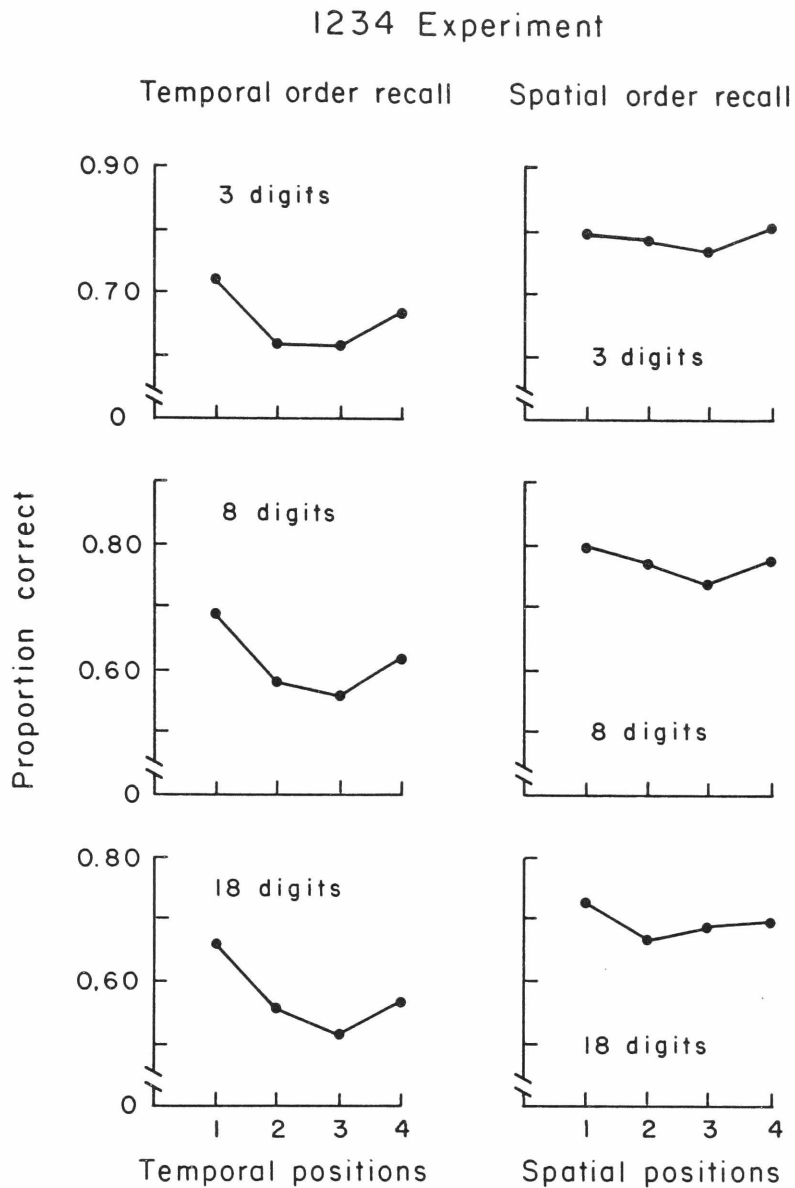 1234 Experiment
Temporal order recall
Spatial order recall
0.90
3 digits
0.70
3 digits
0
Proportion correct
8 digits
0.80
0.60
8 digits
0
0.80
18 digits
0.60
18 digits
0
1 2 3 4
1 2 3 4
Temporal positions
Spatial positions